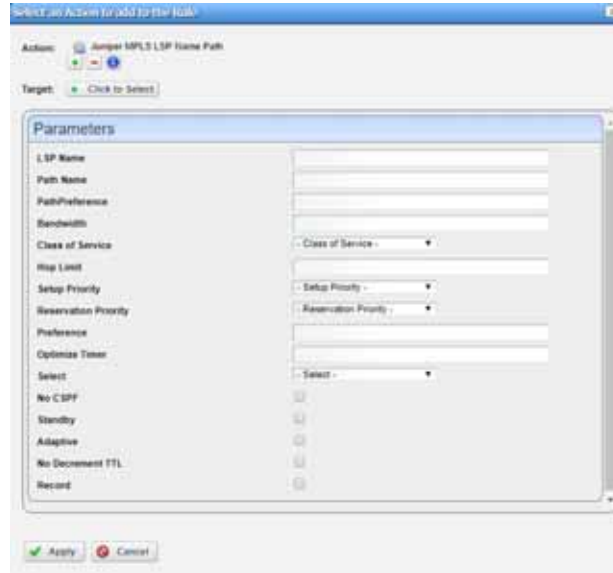 Select an Action to add to the Rule
Action: Juniper MPLS LSP Name Path
Target: Click to Select
Parameters
LSP Name
Path Name
PathPreference
Bandwidth
Class of Service - Class of Service -
Hop Limit
Setup Priority - Setup Priority -
Reservation Priority - Reservation Priority -
Preference
Optimize Timer
Select - Select -
No CSPF
Standby
Adaptive
No Decrement TTL
Record
Apply Cancel